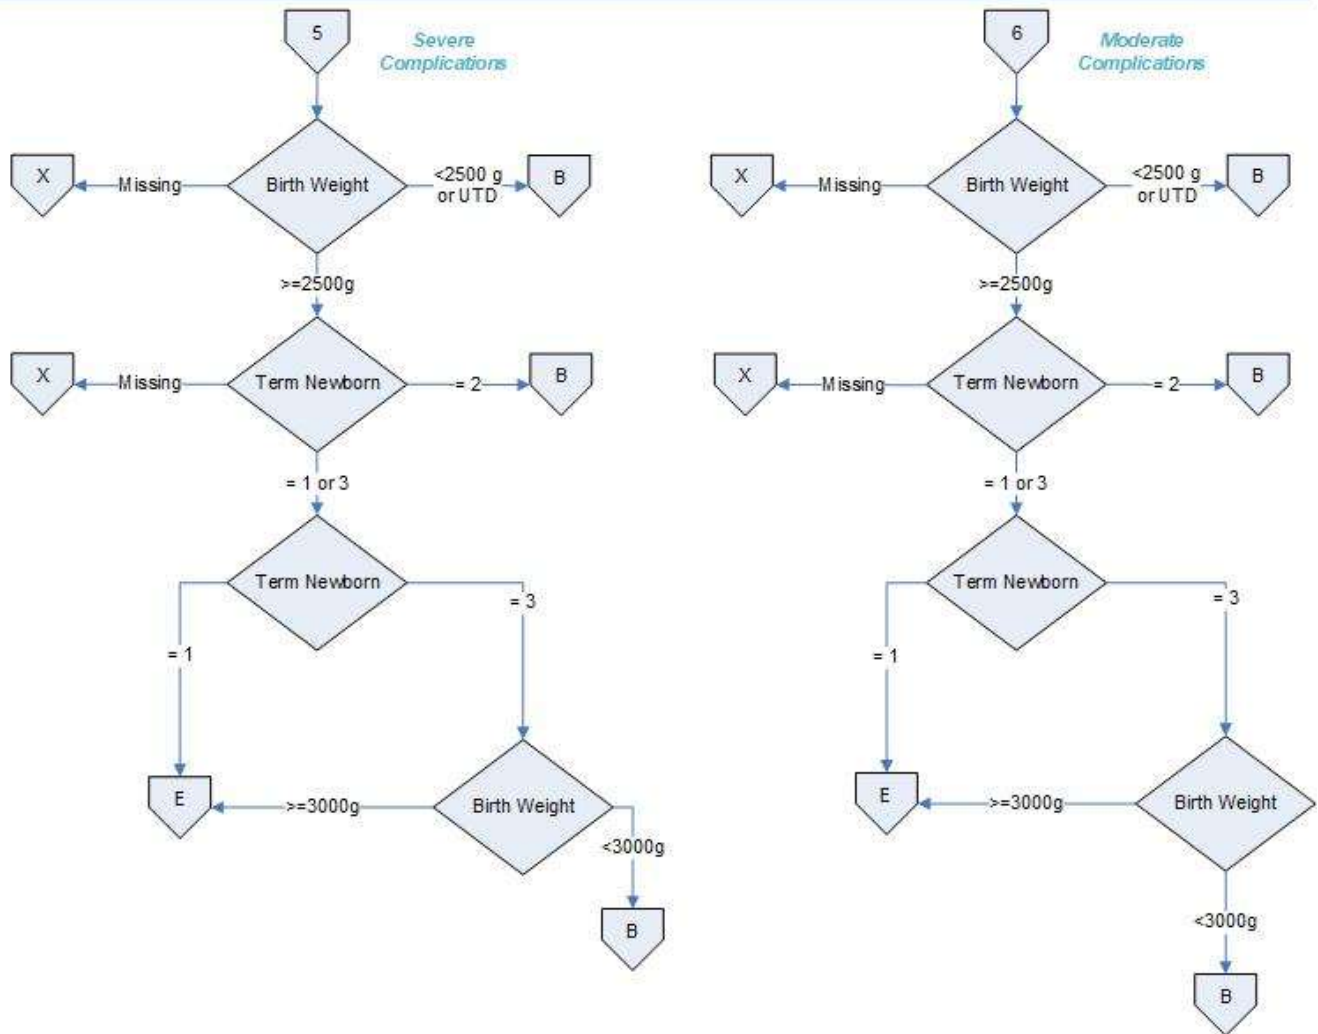 5
Severe
Complications
X
Missing
Birth Weight
<2500 g
or UTD
B
>=2500g
X
Missing
Term Newborn
= 2
B
= 1 or 3
Term Newborn
= 3
= 1
E
>=3000g
Birth Weight
<3000g
B
6
Moderate
Complications
X
Missing
Birth Weight
<2500 g
or UTD
B
>=2500g
X
Missing
Term Newborn
= 2
B
= 1 or 3
Term Newborn
= 3
= 1
E
>=3000g
Birth Weight
<3000g
B